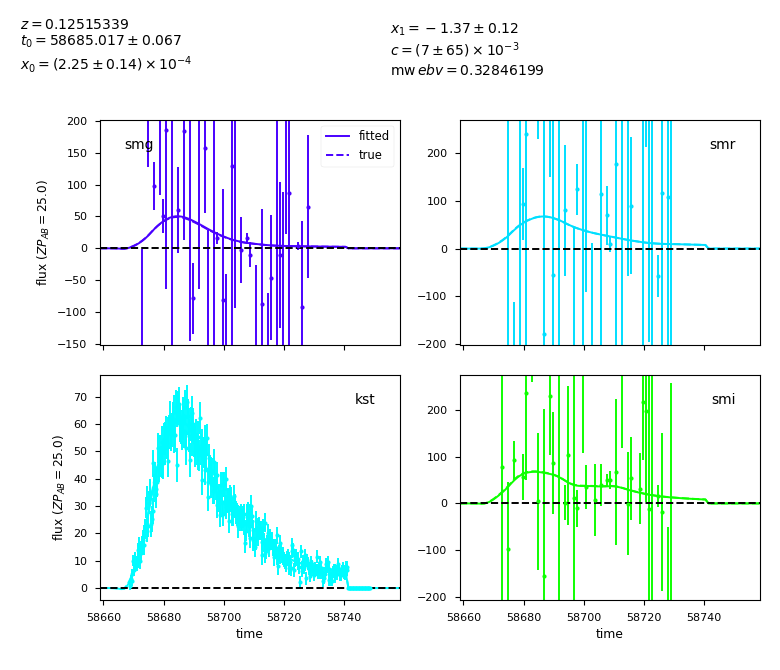 z = 0.12515339
t0 = 58685.017 ± 0.067
x0 = (2.25 ± 0.14) × 10^-4
x1 = −1.37 ± 0.12
c = (7 ± 65) × 10^-3
mw ebv = 0.32846199
200
150
100
50
0
−50
−100
−150
flux (ZP_AB = 25.0)
smg
fitted
true
200
100
0
−100
−200
smr
70
60
50
40
30
20
10
0
flux (ZP_AB = 25.0)
kst
58660 58680 58700 58720 58740
time
200
100
0
−100
−200
smi
58660 58680 58700 58720 58740
time